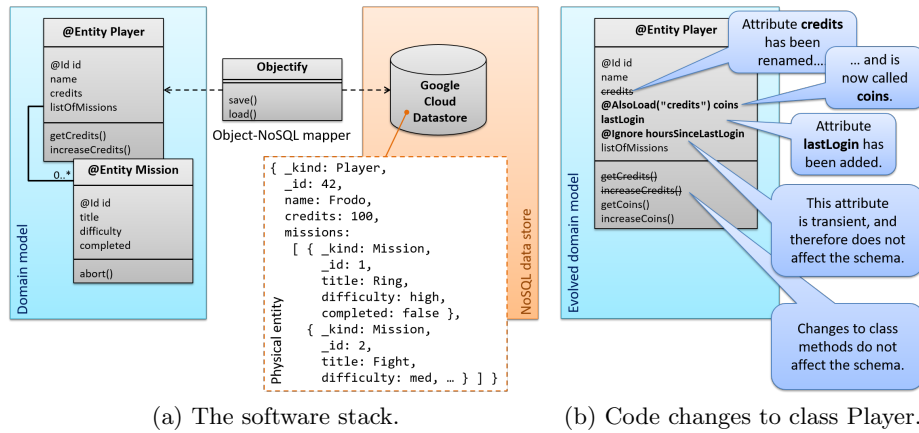 Domain model
@Entity Player
@Id id
name
credits
listOfMissions
getCredits()
increaseCredits()
0..*
@Entity Mission
@Id id
title
difficulty
completed
abort()
Objectify
save()
load()
Object-NoSQL mapper
NoSQL data store
Google
Cloud
Datastore
Physical entity
{ _kind: Player,
_id: 42,
name: Frodo,
credits: 100,
missions:
[ { _kind: Mission,
_id: 1,
title: Ring,
difficulty: high,
completed: false },
{ _kind: Mission,
_id: 2,
title: Fight,
difficulty: med, … } ] }
(a) The software stack.
Evolved domain model
@Entity Player
@Id id
name
credits
@AlsoLoad("credits") coins
lastLogin
@Ignore hoursSinceLastLogin
listOfMissions
getCredits()
increaseCredits()
getCoins()
increaseCoins()
Attribute credits
has been
renamed…
… and is
now called
coins.
Attribute
lastLogin has
been added.
This attribute
is transient, and
therefore does not
affect the schema.
Changes to class
methods do not
affect the schema.
(b) Code changes to class Player.